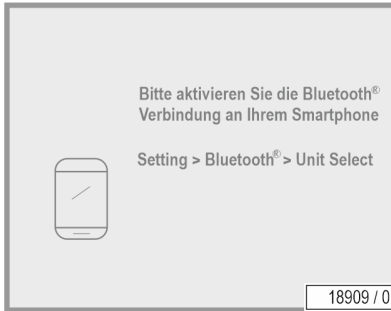 Bitte aktivieren Sie die Bluetooth®
Verbindung an Ihrem Smartphone
Setting > Bluetooth® > Unit Select
18909 / 0